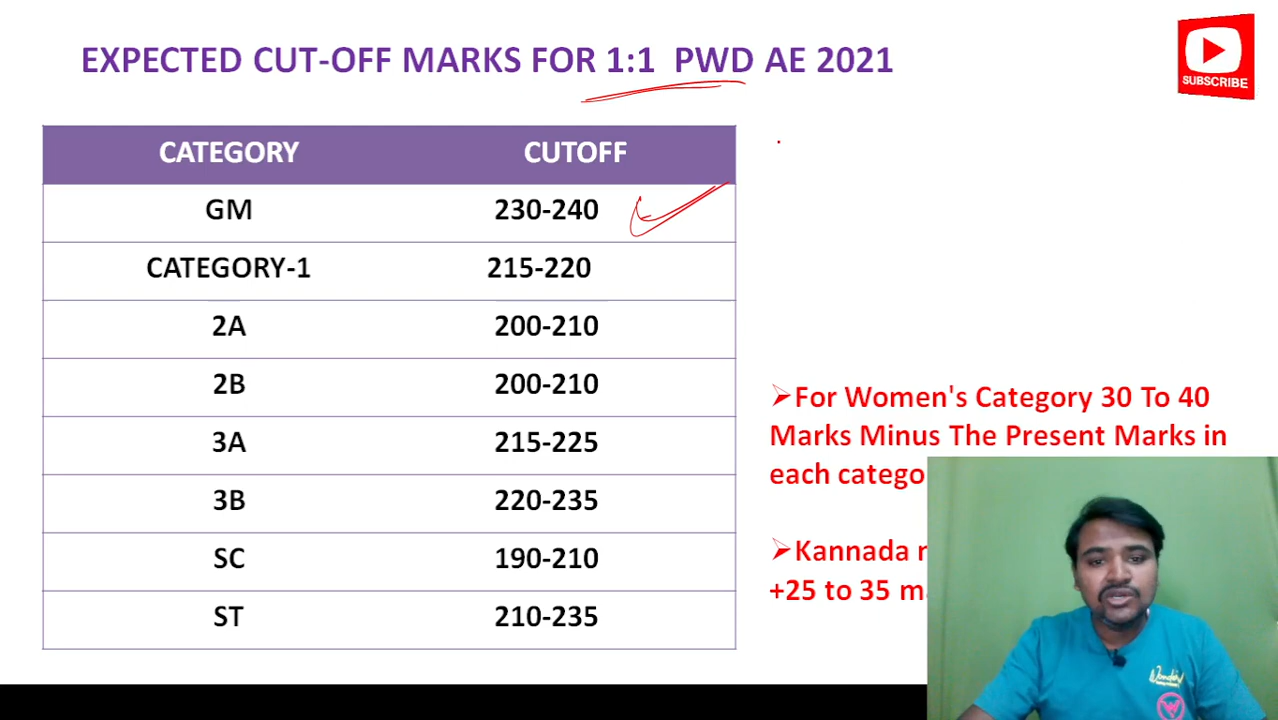 EXPECTED CUT-OFF MARKS FOR 1:1 PWD AE 2021
SUBSCRIBE
CATEGORY CUTOFF
GM 230-240
CATEGORY-1 215-220
2A 200-210
2B 200-210
3A 215-225
3B 220-235
SC 190-210
ST 210-235
➢For Women's Category 30 To 40
Marks Minus The Present Marks in
each catego
➢Kannada
+25 to 35